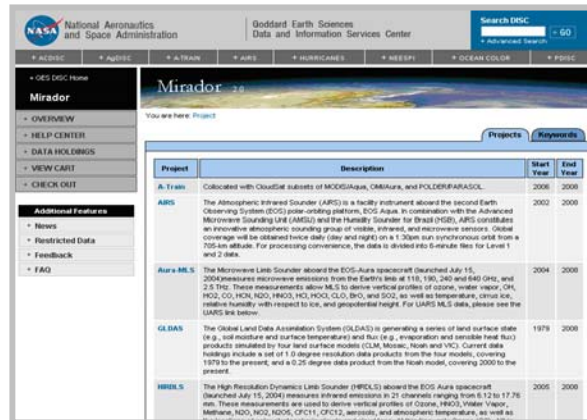 NASA
National Aeronautics
and Space Administration
Goddard Earth Sciences
Data and Information Services Center
Search DISC
GO
+ Advanced Search
+ ACDISC + AgDISC + A-TRAIN + AIRS + HURRICANES + NEESPI + OCEAN COLOR + PDISC
+ GES DISC Home
Mirador
+ OVERVIEW
+ HELP CENTER
+ DATA HOLDINGS
+ VIEW CART
+ CHECK OUT
Additional Features
+ News
+ Restricted Data
+ Feedback
+ FAQ
Mirador 2.0
You are here: Project
Projects Keywords
Project Description Start Year End Year
A-Train Collocated with CloudSat subsets of MODIS/Aqua, OMI/Aura, and POLDER/PARASOL. 2006 2008
AIRS The Atmospheric Infrared Sounder (AIRS) is a facility instrument aboard the second Earth 2002 2008
Observing System (EOS) polar-orbiting platform, EOS Aqua. In combination with the Advanced
Microwave Sounding Unit (AMSU) and the Humidity Sounder for Brazil (HSB), AIRS constitutes
an innovative atmospheric sounding group of visible, infrared, and microwave sensors. Global
coverage will be obtained twice daily (day and night) on a 1:30pm sun synchronous orbit from a
705-km altitude. For processing convenience, the data is divided into 6-minute files for Level 1
and 2 data.
Aura-MLS The Microwave Limb Sounder aboard the EOS-Aura spacecraft (launched July 15, 2004 2008
2004)measures microwave emissions from the Earth's limb at 118, 190, 240 and 640 GHz, and
2.5 THz. These measurements allow MLS to derive vertical profiles of ozone, water vapor, OH,
HO2, CO, HCN, N2O, HNO3, HCl, HOCl, ClO, BrO, and SO2, as well as temperature, cirrus ice,
relative humidity with respect to ice, and geopotential height. For UARS MLS data, please see the
UARS link below.
GLDAS The Global Land Data Assimilation System (GLDAS) is generating a series of land surface state 1979 2008
(e.g., soil moisture and surface temperature) and flux (e.g., evaporation and sensible heat flux)
products simulated by four land surface models (CLM, Mosaic, Noah and VIC). Current data
holdings include a set of 1.0 degree resolution data products from the four models, covering
1979 to the present; and a 0.25 degree data product from the Noah model, covering 2000 to the
present.
HIRDLS The High Resolution Dynamics Limb Sounder (HIRDLS) aboard the EOS Aura spacecraft 2005 2008
(launched July 15, 2004) measures infrared emissions in 21 channels ranging from 6.12 to 17.76
mm. These measurements are used to derive vertical profiles of Ozone, HNO3, Water Vapor,
Methane, N2O, NO2, N2O5, CFC11, CFC12, aerosols, and atmospheric temperature, as well as